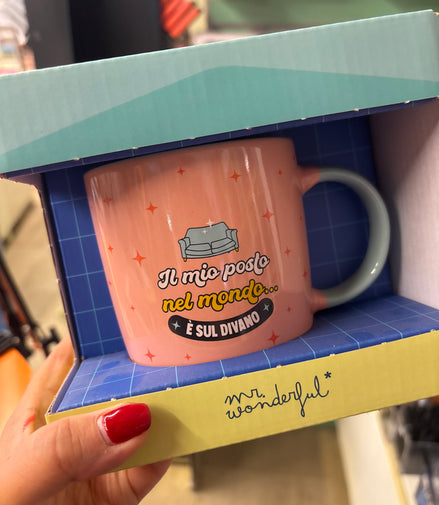 Il mio posto
nel mondo...
È SUL DIVANO
mr.
wonderful*